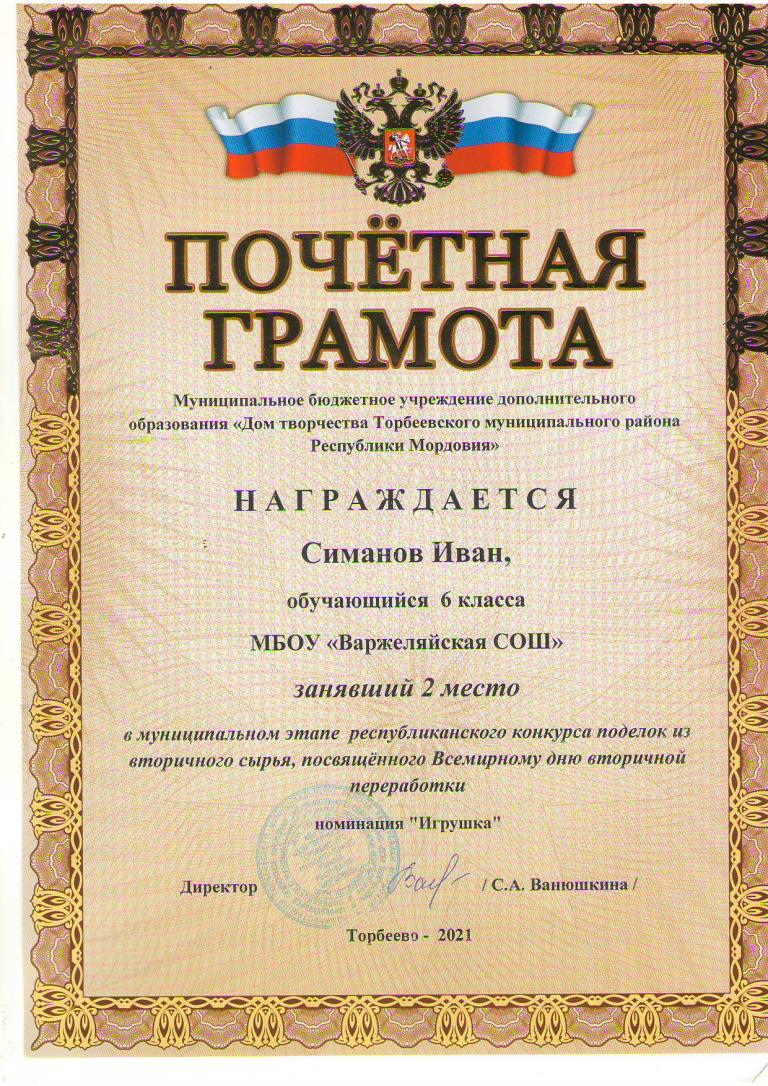 ПОЧЁТНАЯ
ГРАМОТА
Муниципальное бюджетное учреждение дополнительного
образования «Дом творчества Торбеевского муниципального района
Республики Мордовия»
НАГРАЖДАЕТСЯ
Симанов Иван,
обучающийся 6 класса
МБОУ «Варжеляйская СОШ»
занявший 2 место
в муниципальном этапе республиканского конкурса поделок из
вторичного сырья, посвящённого Всемирному дню вторичной
переработки
номинация "Игрушка"
Директор / С.А. Ванюшкина /
Торбеево - 2021